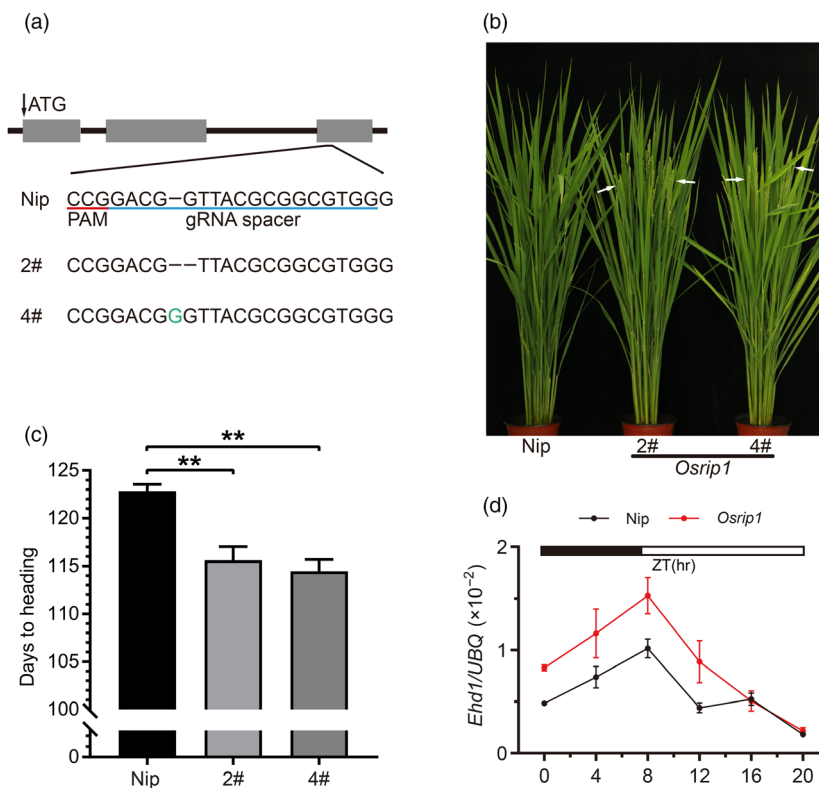 (a)
ATG
Nip CCGGACG–GTTACGCGGCGTGGG
PAM gRNA spacer
2# CCGGACG––TTACGCGGCGTGGG
4# CCGGACGGGTTACGCGGCGTGGG
(b)
Nip 2# 4#
Osrip1
(c)
**
**
Days to heading
125
120
115
110
105
100
0
Nip 2# 4#
(d)
Nip Osrip1
ZT(hr)
Ehd1/UBQ (×10⁻²)
2
1
0
0 4 8 12 16 20